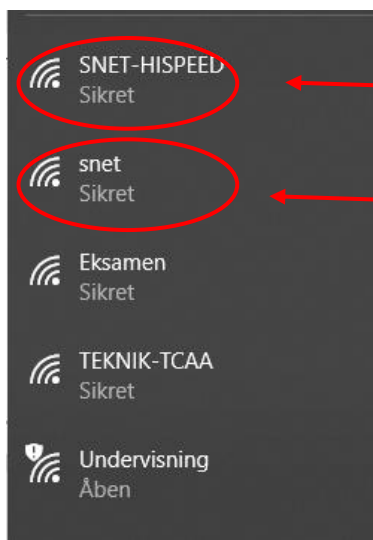 SNET-HISPEED
Sikret
snet
Sikret
Eksamen
Sikret
TEKNIK-TCAA
Sikret
Undervisning
Åben